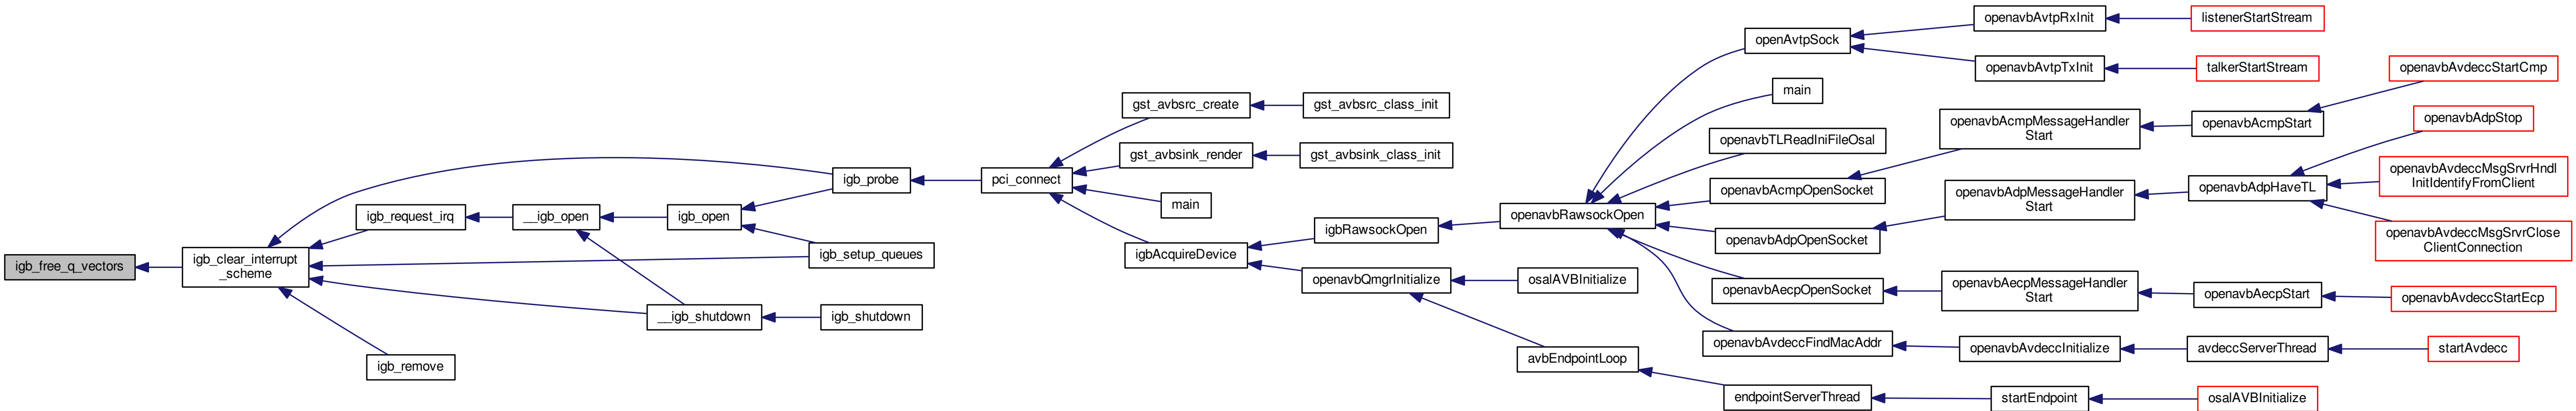 igb_free_q_vectors
igb_clear_interrupt
_scheme
igb_request_irq
igb_remove
__igb_open
__igb_shutdown
igb_open
igb_shutdown
igb_probe
igb_setup_queues
pci_connect
gst_avbsrc_create
gst_avbsink_render
main
igbAcquireDevice
gst_avbsrc_class_init
gst_avbsink_class_init
igbRawsockOpen
openavbQmgrInitialize
openavbRawsockOpen
osalAVBInitialize
avbEndpointLoop
openAvtpSock
main
openavbTLReadIniFileOsal
openavbAcmpOpenSocket
openavbAdpOpenSocket
openavbAecpOpenSocket
openavbAvdeccFindMacAddr
endpointServerThread
openavbAvtpRxInit
openavbAvtpTxInit
openavbAcmpMessageHandler
Start
openavbAdpMessageHandler
Start
openavbAecpMessageHandler
Start
openavbAvdeccInitialize
startEndpoint
listenerStartStream
talkerStartStream
openavbAcmpStart
openavbAdpHaveTL
openavbAecpStart
avdeccServerThread
osalAVBInitialize
openavbAvdeccStartCmp
openavbAdpStop
openavbAvdeccMsgSrvrHndl
InitIdentifyFromClient
openavbAvdeccMsgSrvrClose
ClientConnection
openavbAvdeccStartEcp
startAvdecc